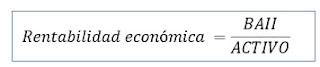 Rentabilidad económica = BAII / ACTIVO